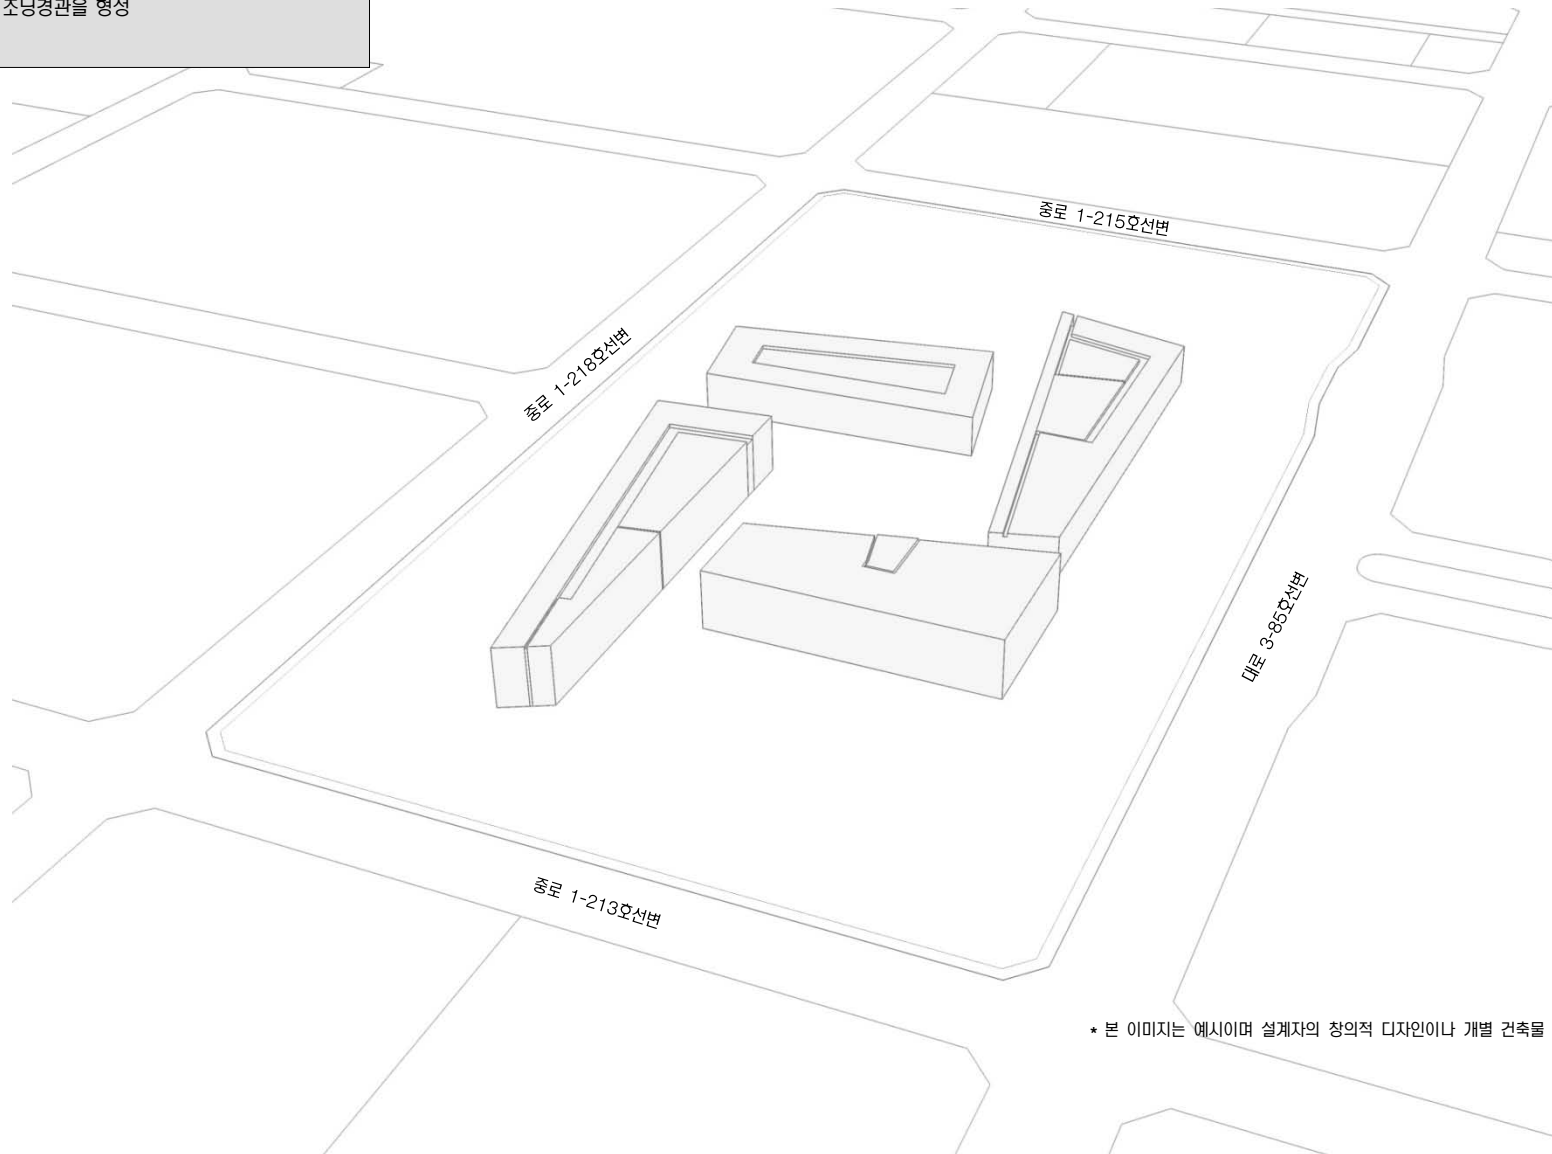 조닝경관을 형성
중로 1-215호선변
중로 1-218호선변
대로 3-85호선변
중로 1-213호선변
* 본 이미지는 예시이며 설계자의 창의적 디자인이나 개별 건축물